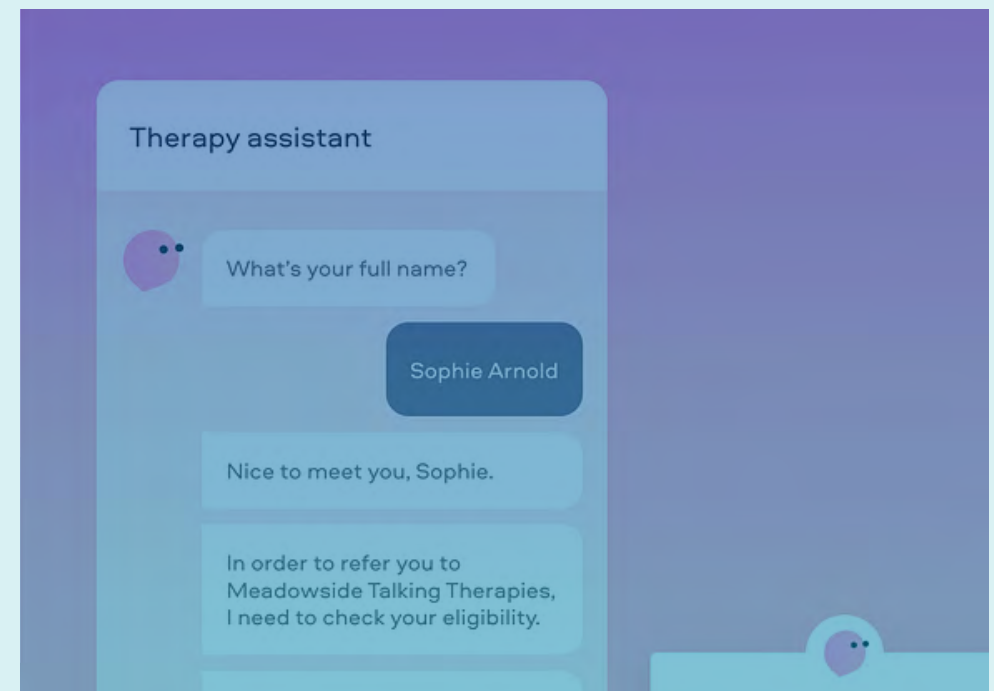 Therapy assistant
What's your full name?
Sophie Arnold
Nice to meet you, Sophie.
In order to refer you to
Meadowside Talking Therapies,
I need to check your eligibility.